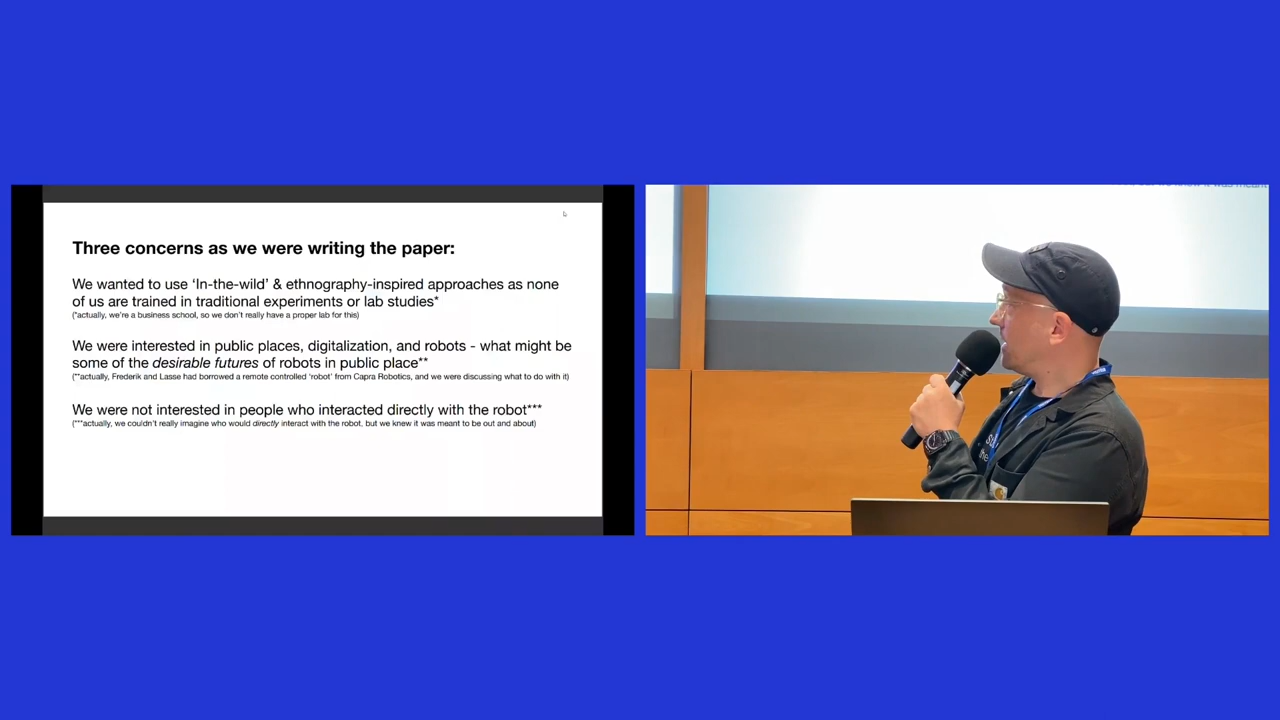 Three concerns as we were writing the paper:
We wanted to use 'In-the-wild' & ethnography-inspired approaches as none
of us are trained in traditional experiments or lab studies*
(*actually, we're a business school, so we don't really have a proper lab for this)
We were interested in public places, digitalization, and robots - what might be
some of the desirable futures of robots in public place**
(**actually, Frederik and Lasse had borrowed a remote controlled 'robot' from Capra Robotics, and we were discussing what to do with it)
We were not interested in people who interacted directly with the robot***
(***actually, we couldn't really imagine who would directly interact with the robot, but we knew it was meant to be out and about)
it was meant